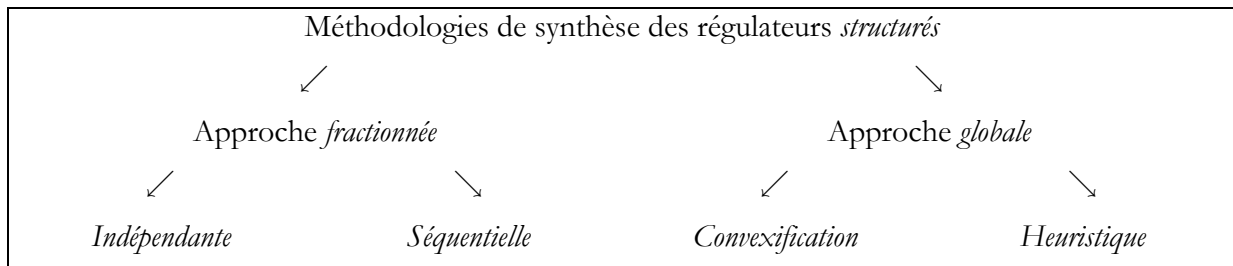 Méthodologies de synthèse des régulateurs structurés
Approche fractionnée Approche globale
Indépendante Séquentielle Convexification Heuristique